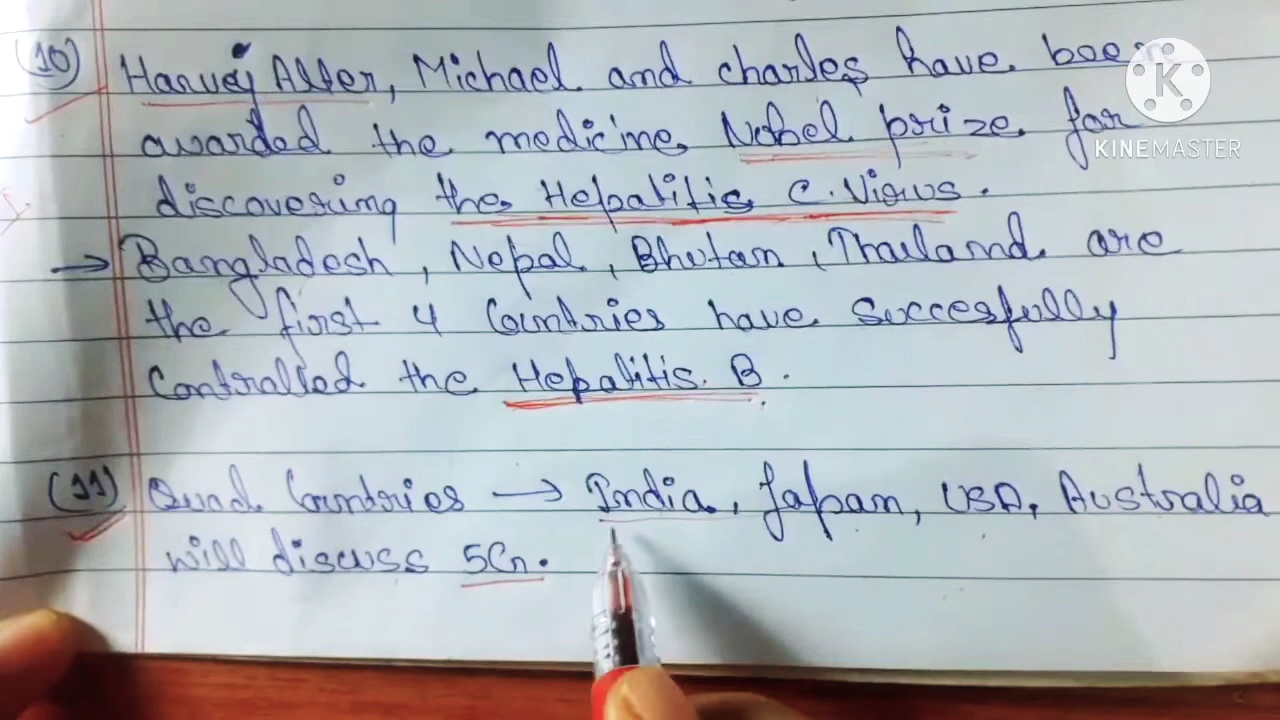 (10) Harvey Alter, Michael and charles have been
awarded the medicine Nobel prize for
discovering the Hepatitis C. Virus.
→ Bangladesh, Nepal, Bhutan, Thailand are
the first 4 Countries have Succesfully
Controlled the Hepatitis B.
(11) Quad Countries → India, Japan, USA, Australia
will discuss 5G.
K
KINEMASTER